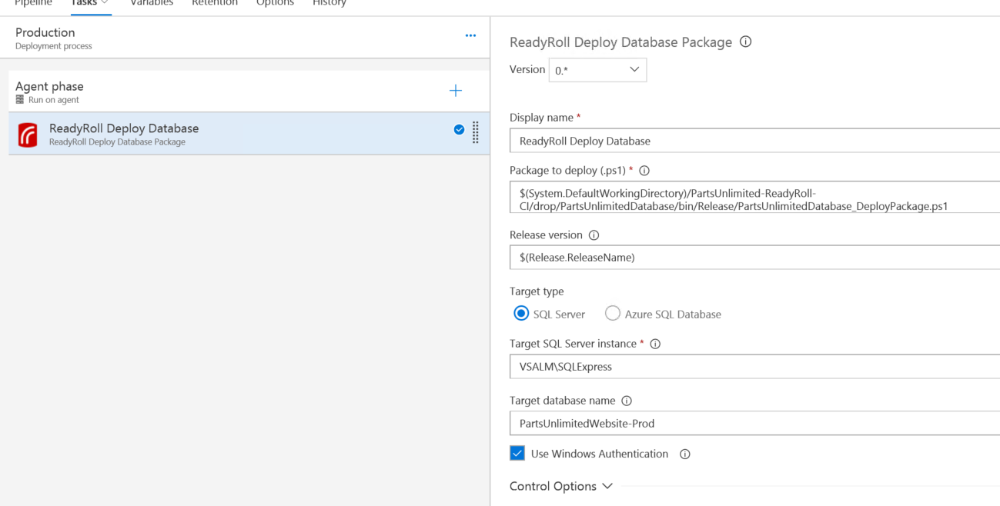 Pipeline Tasks Variables Retention Options History
Production
Deployment process
Agent phase
Run on agent
ReadyRoll Deploy Database
ReadyRoll Deploy Database Package
ReadyRoll Deploy Database Package
Version 0.*
Display name *
ReadyRoll Deploy Database
Package to deploy (.ps1) *
$(System.DefaultWorkingDirectory)/PartsUnlimited-ReadyRoll-
CI/drop/PartsUnlimitedDatabase/bin/Release/PartsUnlimitedDatabase_DeployPackage.ps1
Release version
$(Release.ReleaseName)
Target type
SQL Server Azure SQL Database
Target SQL Server instance *
VSALM\SQLExpress
Target database name
PartsUnlimitedWebsite-Prod
Use Windows Authentication
Control Options